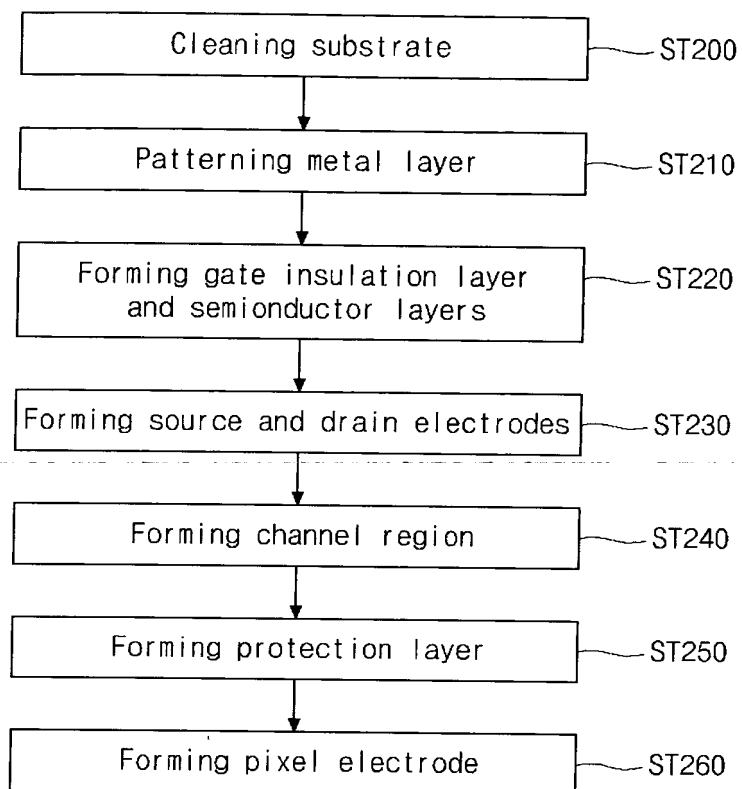 Cleaning substrate ST200
Patterning metal layer ST210
Forming gate insulation layer
and semionductor layers ST220
Forming source and drain electrodes ST230
Forming channel region ST240
Forming protection layer ST250
Forming pixel electrode ST260